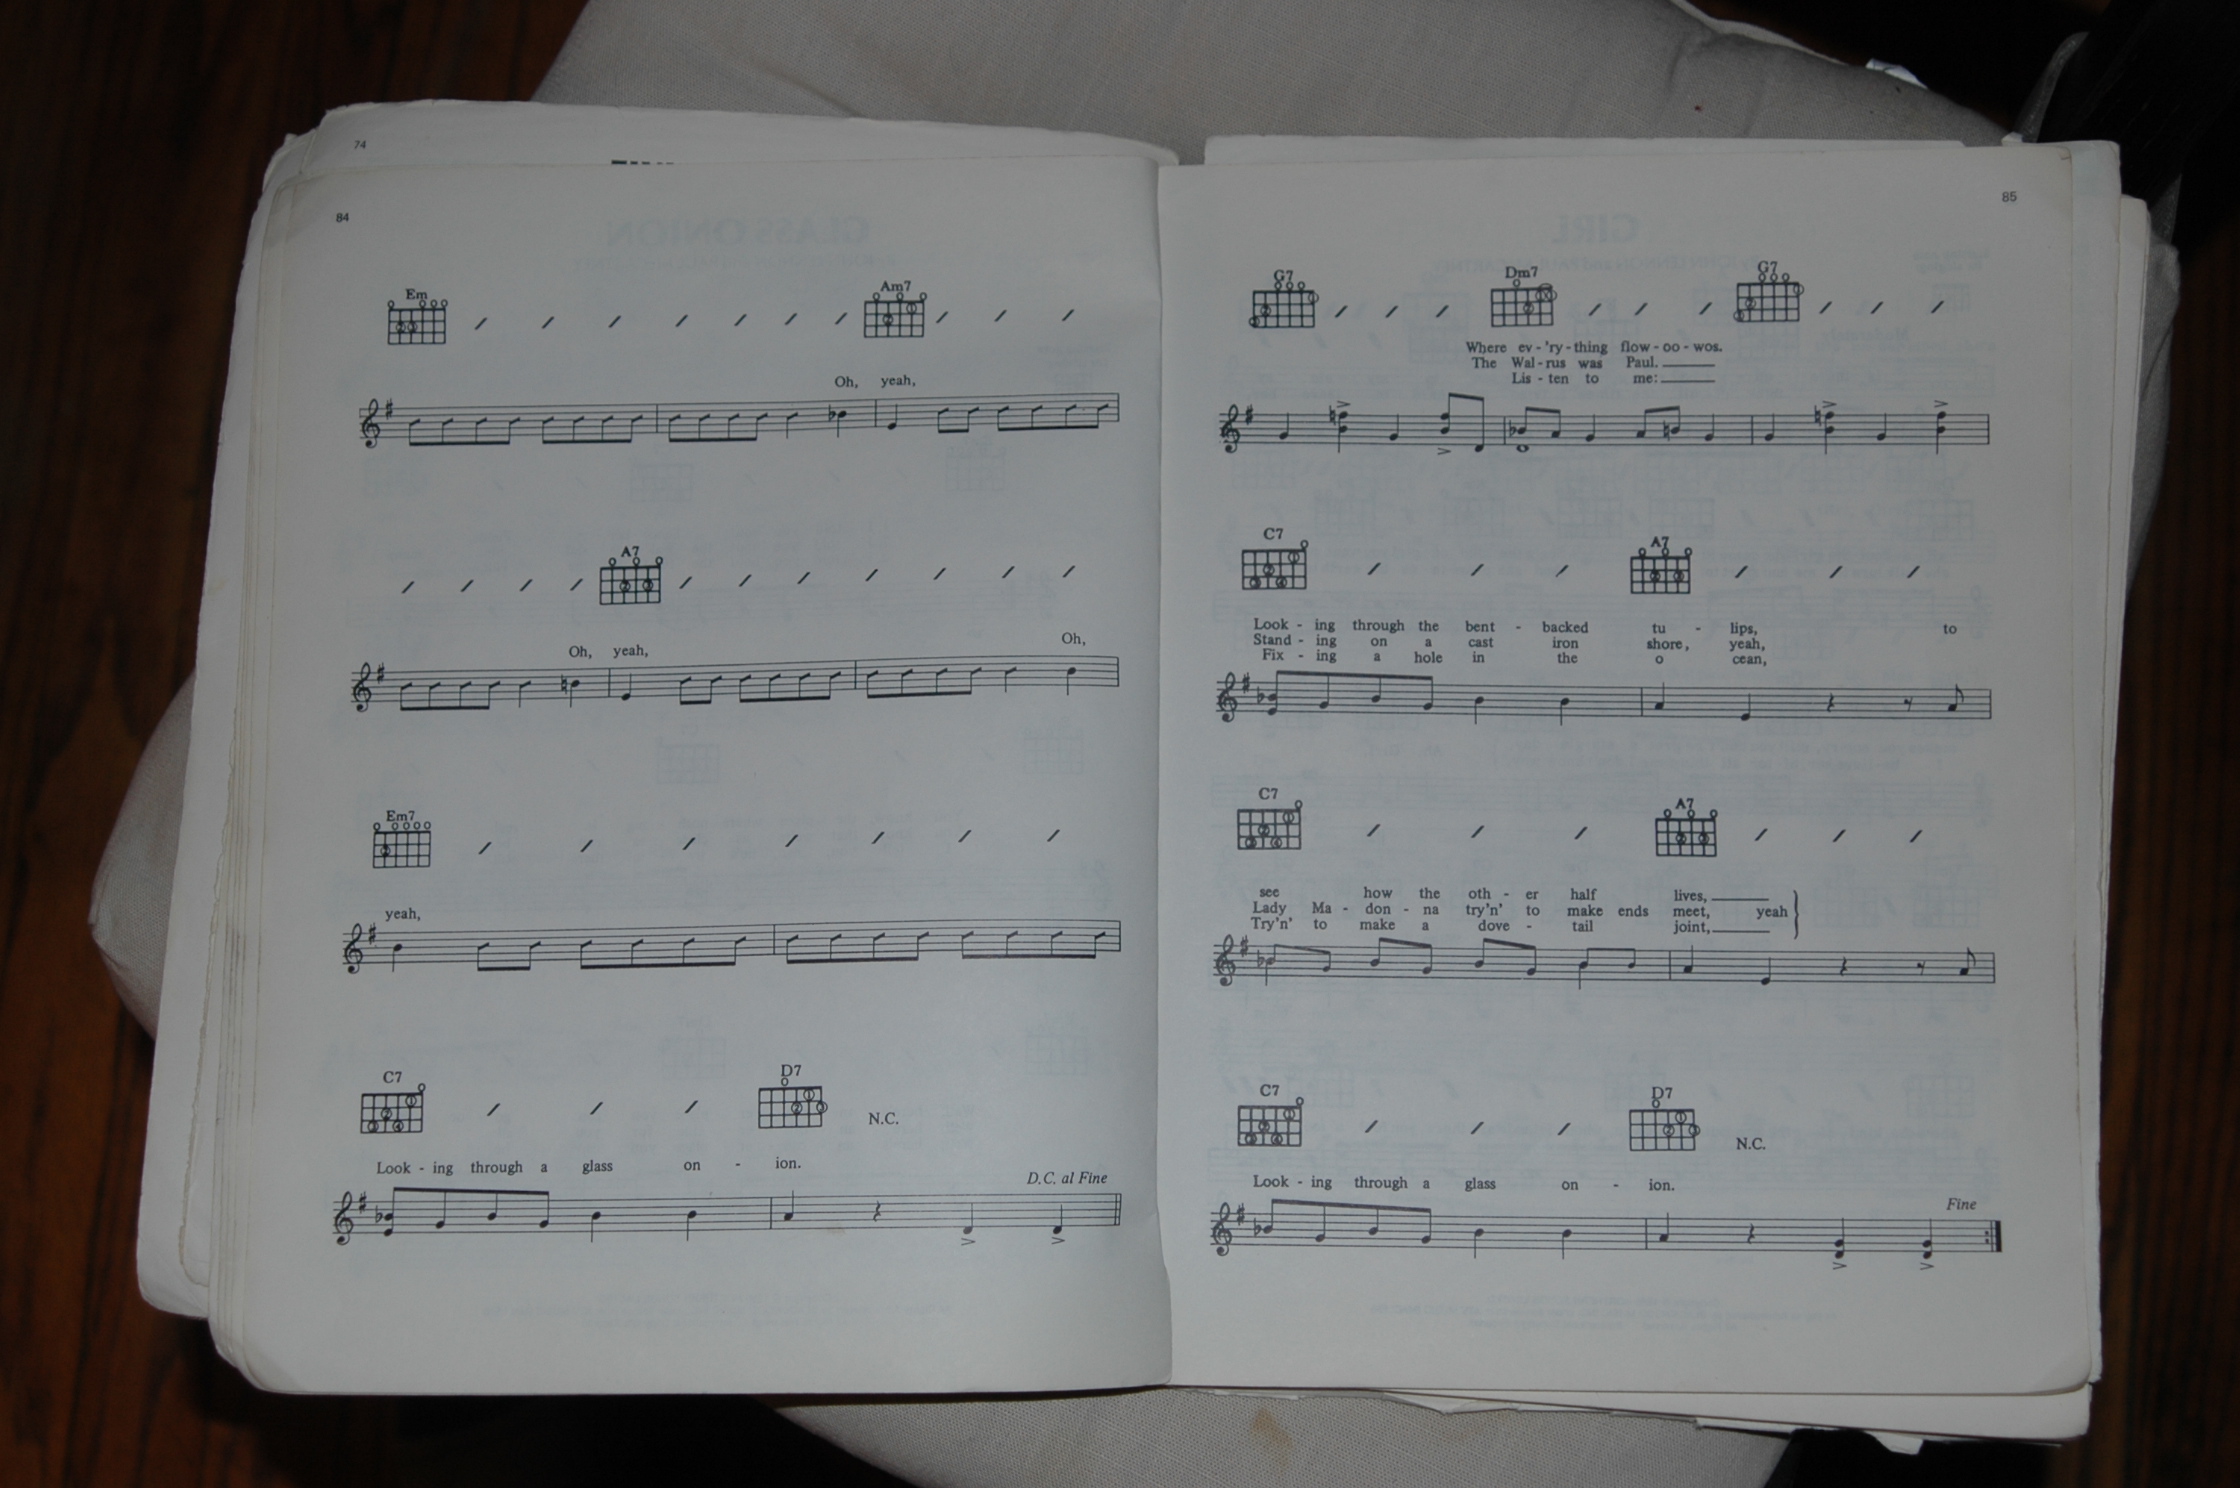 74
84
Em Am7
Oh, yeah,
A7
Oh, yeah, Oh,
Em7
yeah,
C7 D7 N.C.
Look - ing through a glass on - ion.
D.C. al Fine
85
G7 Dm7 G7
Where ev - 'ry - thing flow - oo - wos.
The Wal - rus was Paul.
Lis - ten to me:
C7 A7
Look - ing through the bent - backed tu - lips, to
Stand - ing on a cast iron shore, yeah,
Fix - ing a hole in the o cean,
C7 A7
see how the oth - er half lives,
Lady Ma - don - na try'n' to make ends meet, yeah
Try'n' to make a dove - tail joint,
C7 D7 N.C.
Look - ing through a glass on - ion.
Fine